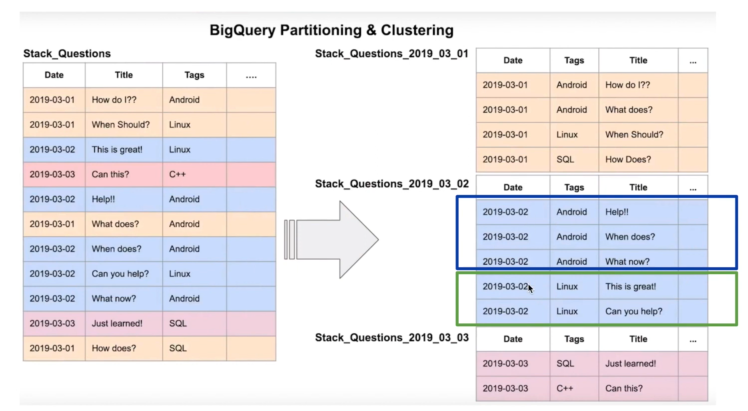 BigQuery Partitioning & Clustering
Stack_Questions
Date Title Tags ....
2019-03-01 How do I?? Android
2019-03-01 When Should? Linux
2019-03-02 This is great! Linux
2019-03-03 Can this? C++
2019-03-02 Help!! Android
2019-03-01 What does? Android
2019-03-02 When does? Android
2019-03-02 Can you help? Linux
2019-03-02 What now? Android
2019-03-03 Just learned! SQL
2019-03-01 How does? SQL
Stack_Questions_2019_03_01
Date Tags Title ...
2019-03-01 Android How do I??
2019-03-01 Android What does?
2019-03-01 Linux When Should?
2019-03-01 SQL How Does?
Stack_Questions_2019_03_02
Date Tags Title ...
2019-03-02 Android Help!!
2019-03-02 Android When does?
2019-03-02 Android What now?
2019-03-02 Linux This is great!
2019-03-02 Linux Can you help?
Stack_Questions_2019_03_03
Date Tags Title ...
2019-03-03 SQL Just learned!
2019-03-03 C++ Can this?